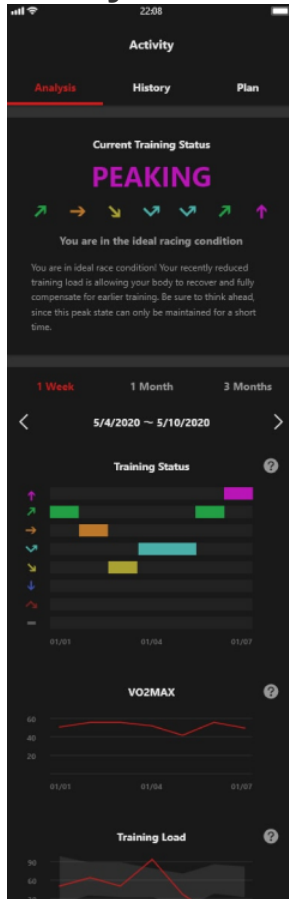 22:08
Activity
Analysis History Plan
Current Training Status
PEAKING
You are in the ideal racing condition
You are in ideal race condition! Your recently reduced
training load is allowing your body to recover and fully
compensate for earlier training. Be sure to think ahead,
since this peak state can only be maintained for a short
time.
1 Week 1 Month 3 Months
5/4/2020 ~ 5/10/2020
Training Status ?
01/01 01/04 01/07
VO2MAX ?
60
40
20
01/01 01/04 01/07
Training Load ?
90
60